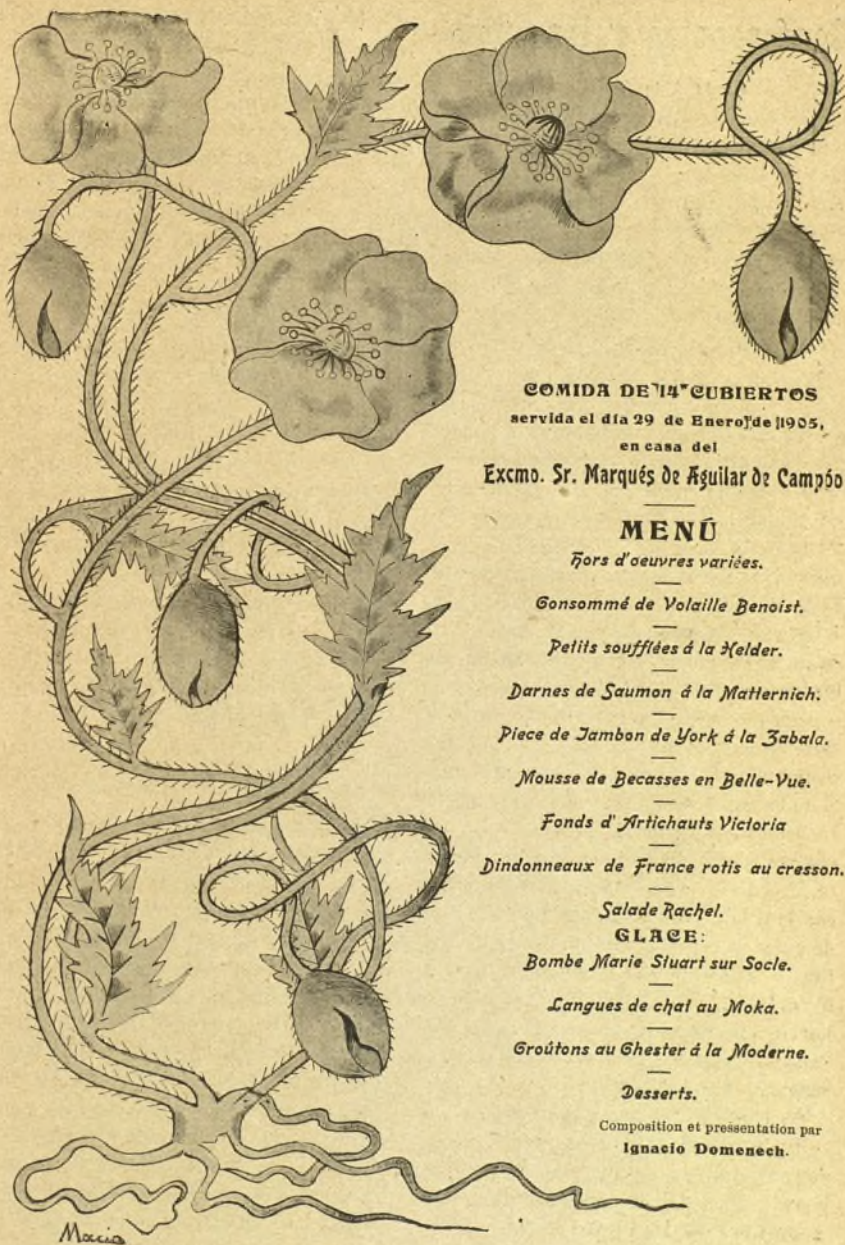 COMIDA DE "14" CUBIERTOS
servida el día 29 de Enero de 1905,
en casa del
Excmo. Sr. Marqués de Aguilar de Campóo
MENÚ
Hors d'oeuvres variées.
Consommé de Volaille Benoist.
Petits soufflées á la Helder.
Darnes de Saumon á la Matternich.
Piece de Jambon de York á la Zabala.
Mousse de Becasses en Belle-Vue.
Fonds d'Artichauts Victoria
Dindonneaux de France rotis au cresson.
Salade Rachel.
GLACE:
Bombe Marie Stuart sur Socle.
Langues de chat au Moka.
Croûtons au Chester á la Moderne.
Desserts.
Composition et pressentation par
Ignacio Domenech.
Macia